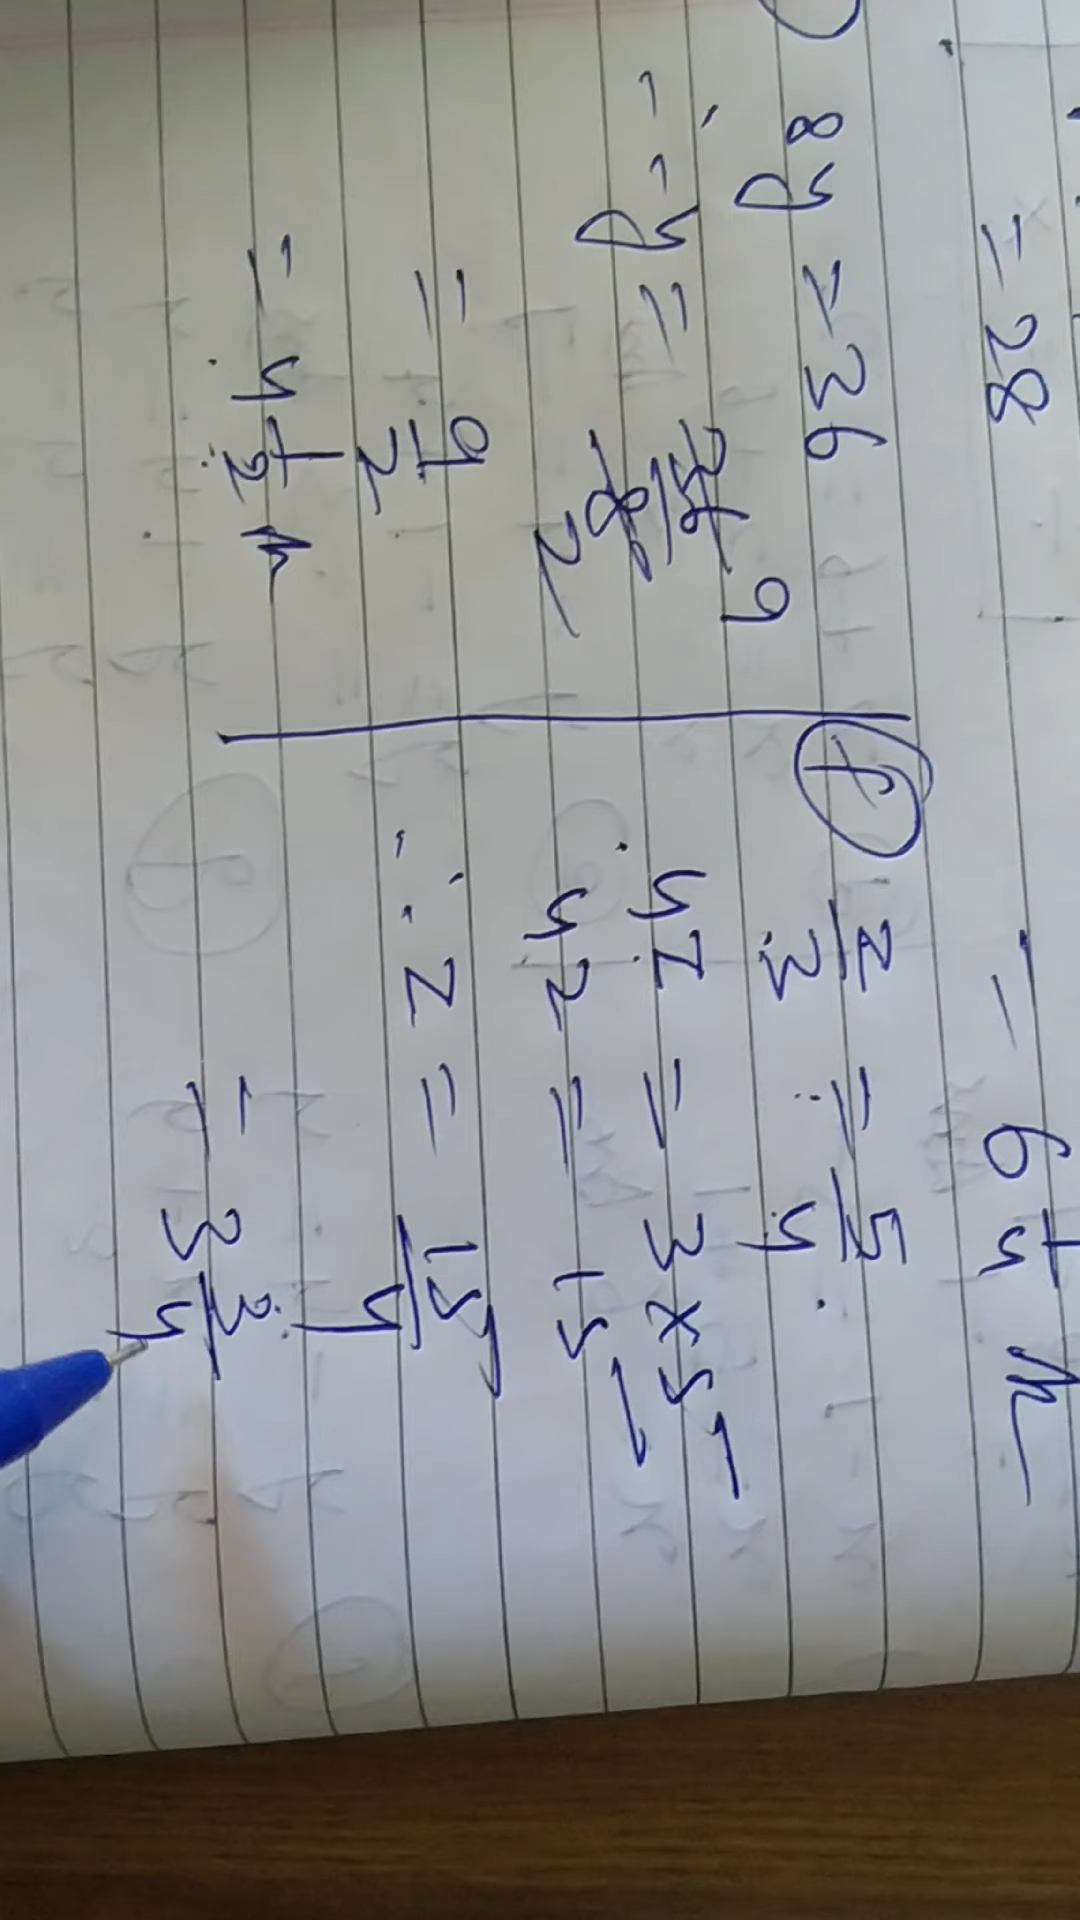 = 28
= 6 1/4
8y = 36
∴ y = 36/8 9 2
= 9/2
= 4 1/2
f
z/3 = 5/4
4z = 3 x 5
4z = 15
∴ z = 15/4
= 3 3/4